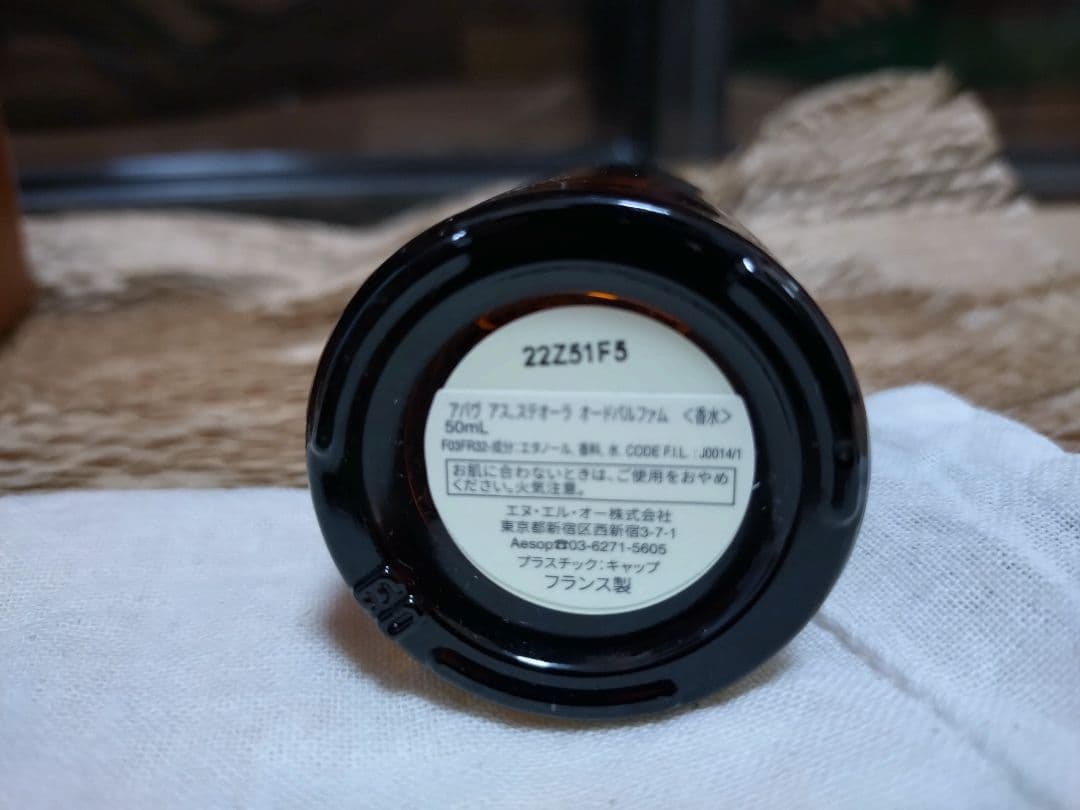 22Z51F5
アバヴ アス、ステオーラ オードパルファム 〈香水〉
50mL
F03FR32-成分：エタノール、香料、水 CODE F.I.L.：J0014/1
お肌に合わないときは、ご使用をおやめ
ください。火気注意。
エヌ・エル・オー株式会社
東京都新宿区西新宿3-7-1
Aesop☎03-6271-5605
プラスチック：キャップ
フランス製